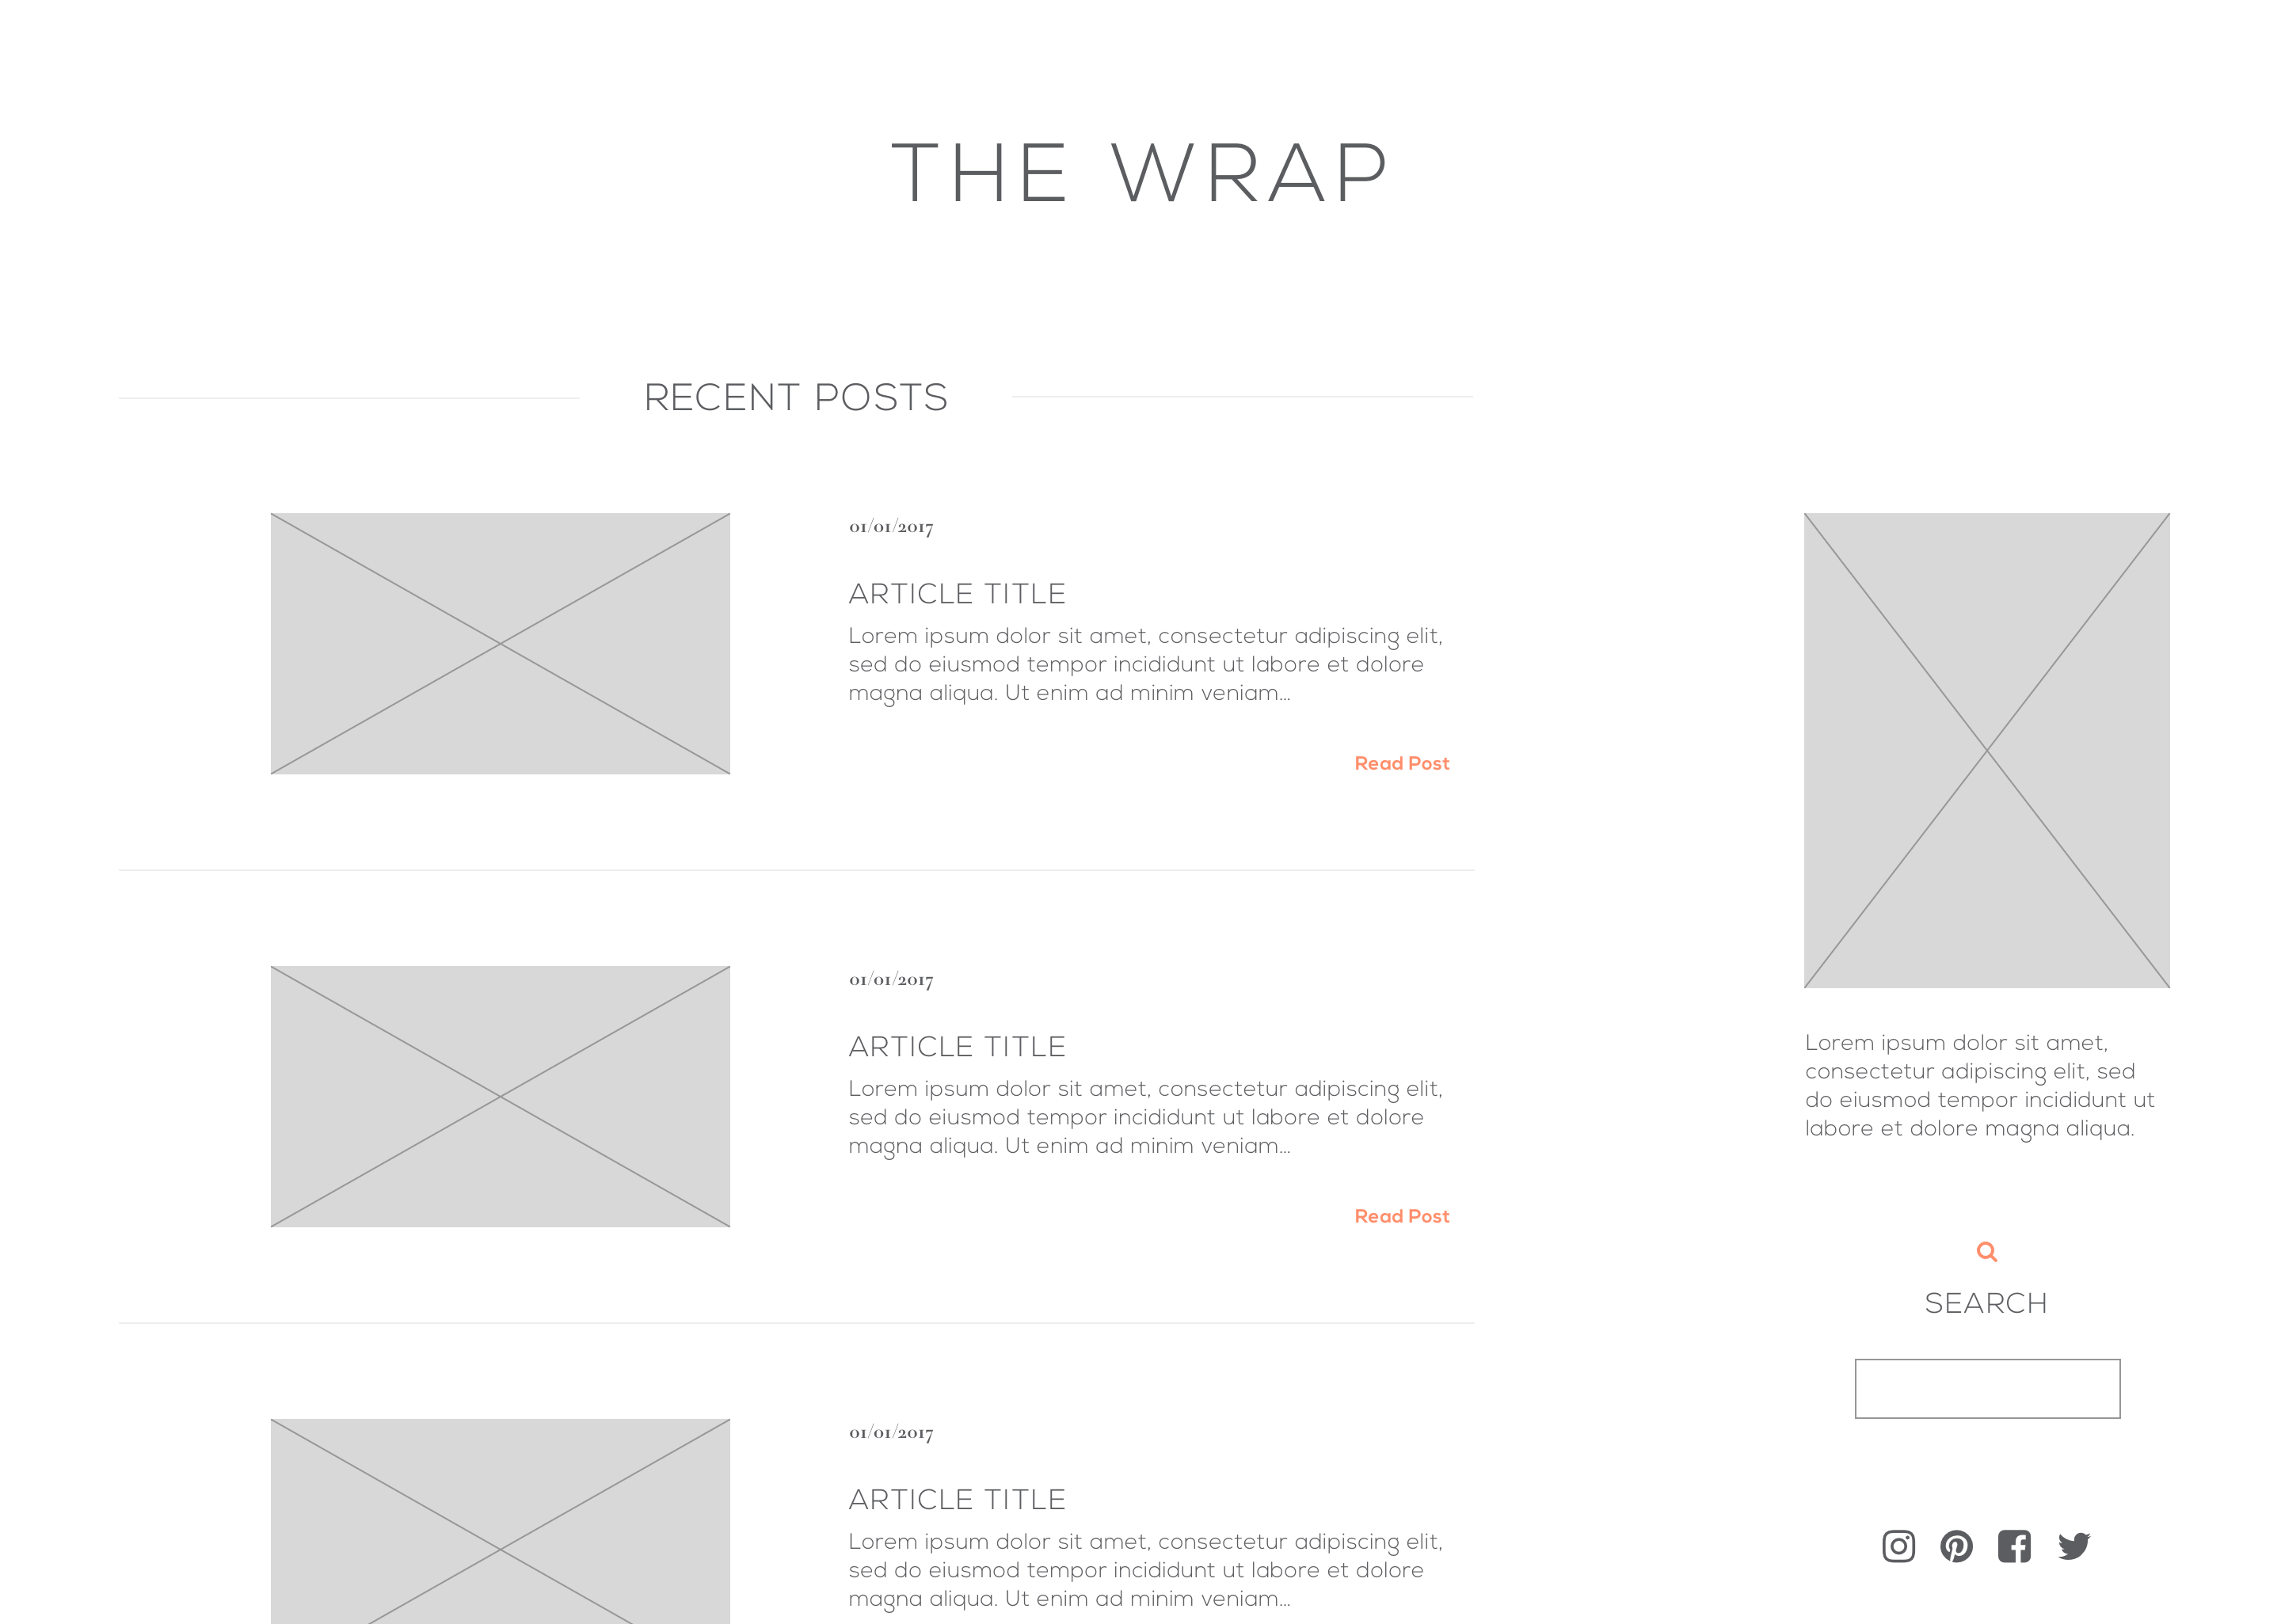 THE WRAP
RECENT POSTS
01/01/2017
ARTICLE TITLE
Lorem ipsum dolor sit amet, consectetur adipiscing elit,
sed do eiusmod tempor incididunt ut labore et dolore
magna aliqua. Ut enim ad minim veniam...
Read Post
01/01/2017
ARTICLE TITLE
Lorem ipsum dolor sit amet, consectetur adipiscing elit,
sed do eiusmod tempor incididunt ut labore et dolore
magna aliqua. Ut enim ad minim veniam...
Read Post
01/01/2017
ARTICLE TITLE
Lorem ipsum dolor sit amet, consectetur adipiscing elit,
sed do eiusmod tempor incididunt ut labore et dolore
magna aliqua. Ut enim ad minim veniam...
Lorem ipsum dolor sit amet,
consectetur adipiscing elit, sed
do eiusmod tempor incididunt ut
labore et dolore magna aliqua.
SEARCH